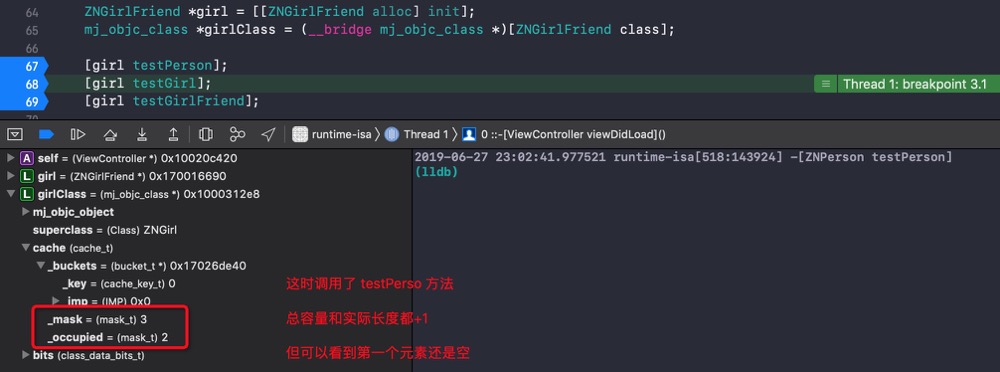 64 ZNGirlFriend *girl = [[ZNGirlFriend alloc] init];
65 mj_objc_class *girlClass = (__bridge mj_objc_class *)[ZNGirlFriend class];
66
67 [girl testPerson];
68 [girl testGirl]; Thread 1: breakpoint 3.1
69 [girl testGirlFriend];
70
runtime-isa Thread 1 0 ::-[ViewController viewDidLoad]()
A self = (ViewController *) 0x10020c420
L girl = (ZNGirlFriend *) 0x170016690
L girlClass = (mj_objc_class *) 0x1000312e8
mj_objc_object
superclass = (Class) ZNGirl
cache (cache_t)
_buckets = (bucket_t *) 0x17026de40
_key = (cache_key_t) 0
_imp = (IMP) 0x0
_mask = (mask_t) 3
_occupied = (mask_t) 2
bits (class_data_bits_t)
2019-06-27 23:02:41.977521 runtime-isa[518:143924] -[ZNPerson testPerson]
(lldb)
这时调用了 testPerso 方法
总容量和实际长度都+1
但可以看到第一个元素还是空